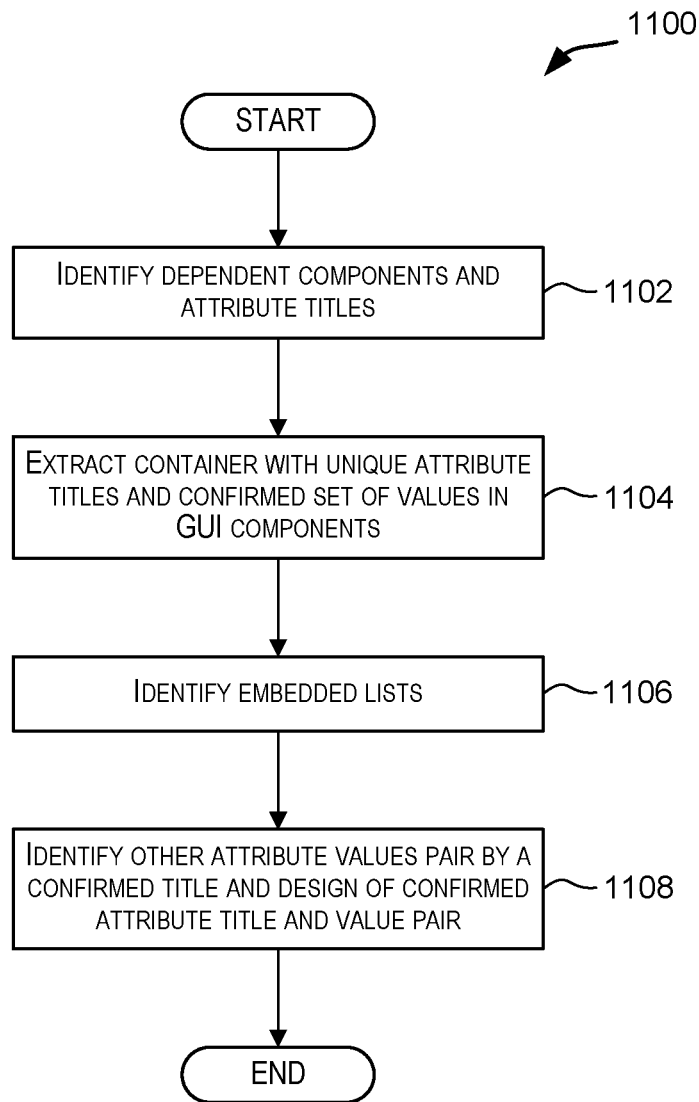 1100
START
IDENTIFY DEPENDENT COMPONENTS AND
ATTRIBUTE TITLES
1102
EXTRACT CONTAINER WITH UNIQUE ATTRIBUTE
TITLES AND CONFIRMED SET OF VALUES IN
GUI COMPONENTS
1104
IDENTIFY EMBEDDED LISTS
1106
IDENTIFY OTHER ATTRIBUTE VALUES PAIR BY A
CONFIRMED TITLE AND DESIGN OF CONFIRMED
ATTRIBUTE TITLE AND VALUE PAIR
1108
END